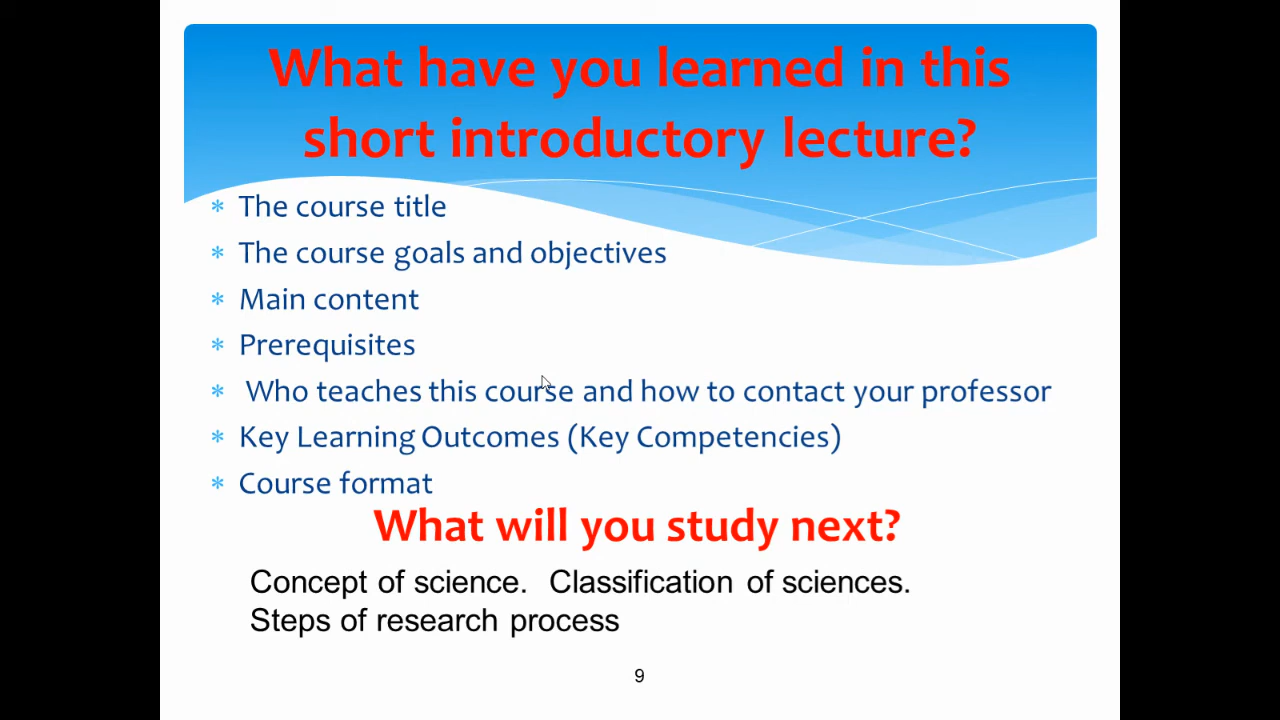 What have you learned in this
short introductory lecture?
* The course title
* The course goals and objectives
* Main content
* Prerequisites
* Who teaches this course and how to contact your professor
* Key Learning Outcomes (Key Competencies)
* Course format
What will you study next?
Concept of science. Classification of sciences.
Steps of research process
9